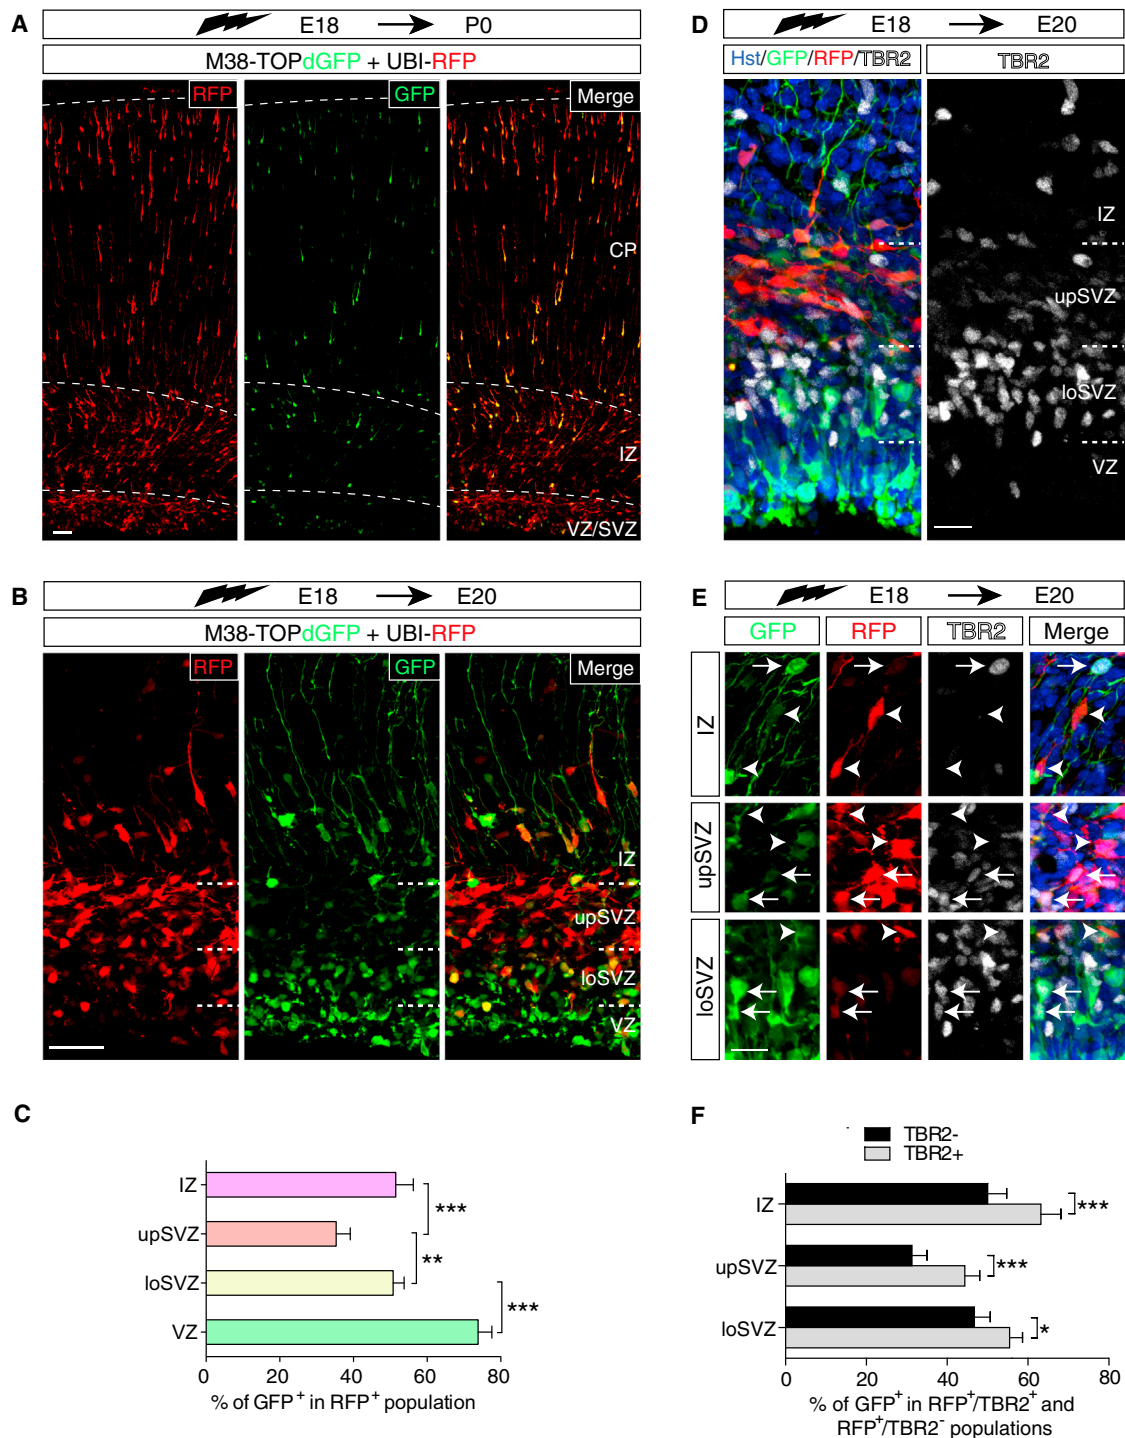 A
E18
P0
M38-TOPdGFP + UBI-RFP
RFP
GFP
Merge
CP
IZ
VZ/SVZ
B
E18
E20
M38-TOPdGFP + UBI-RFP
RFP
GFP
Merge
IZ
upSVZ
loSVZ
VZ
C
IZ
upSVZ
loSVZ
VZ
***
**
***
0 20 40 60 80
% of GFP⁺ in RFP⁺ population
D
E18
E20
Hst/GFP/RFP/TBR2
TBR2
IZ
upSVZ
loSVZ
VZ
E
E18
E20
GFP
RFP
TBR2
Merge
IZ
upSVZ
loSVZ
F
TBR2-
TBR2+
IZ
upSVZ
loSVZ
***
***
*
0 20 40 60 80
% of GFP⁺ in RFP⁺/TBR2⁺ and
RFP⁺/TBR2⁻ populations